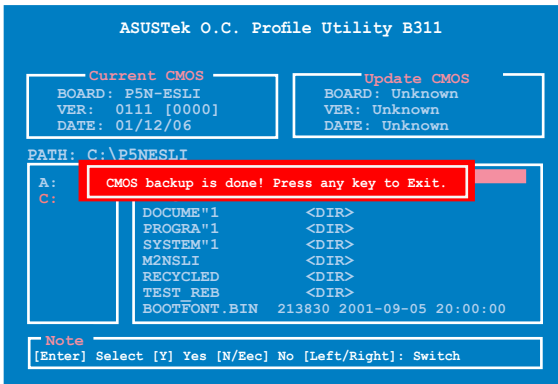 ASUSTek O.C. Profile Utility B311
Current CMOS
BOARD: P5N-ESLI
VER: 0111 [0000]
DATE: 01/12/06
Update CMOS
BOARD: Unknown
VER: Unknown
DATE: Unknown
PATH: C:\P5NESLI
A:
C:
CMOS backup is done! Press any key to Exit.
DOCUME"1 <DIR>
PROGRA"1 <DIR>
SYSTEM"1 <DIR>
M2NSLI <DIR>
RECYCLED <DIR>
TEST_REB <DIR>
BOOTFONT.BIN 213830 2001-09-05 20:00:00
Note
[Enter] Select [Y] Yes [N/Eec] No [Left/Right]: Switch